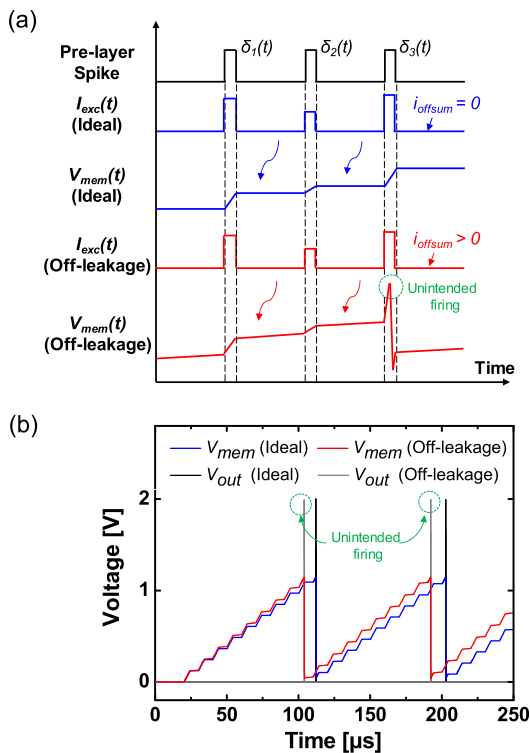 (a)
Pre-layer
Spike
δ1(t)
δ2(t)
δ3(t)
Iexc(t)
(Ideal)
ioffsum = 0
Vmem(t)
(Ideal)
Iexc(t)
(Off-leakage)
ioffsum > 0
Unintended
firing
Vmem(t)
(Off-leakage)
Time
(b)
Vmem (Ideal)
Vmem (Off-leakage)
Vout (Ideal)
Vout (Off-leakage)
Unintended
firing
Voltage [V]
2
1
0
0
50
100
150
200
250
Time [µs]